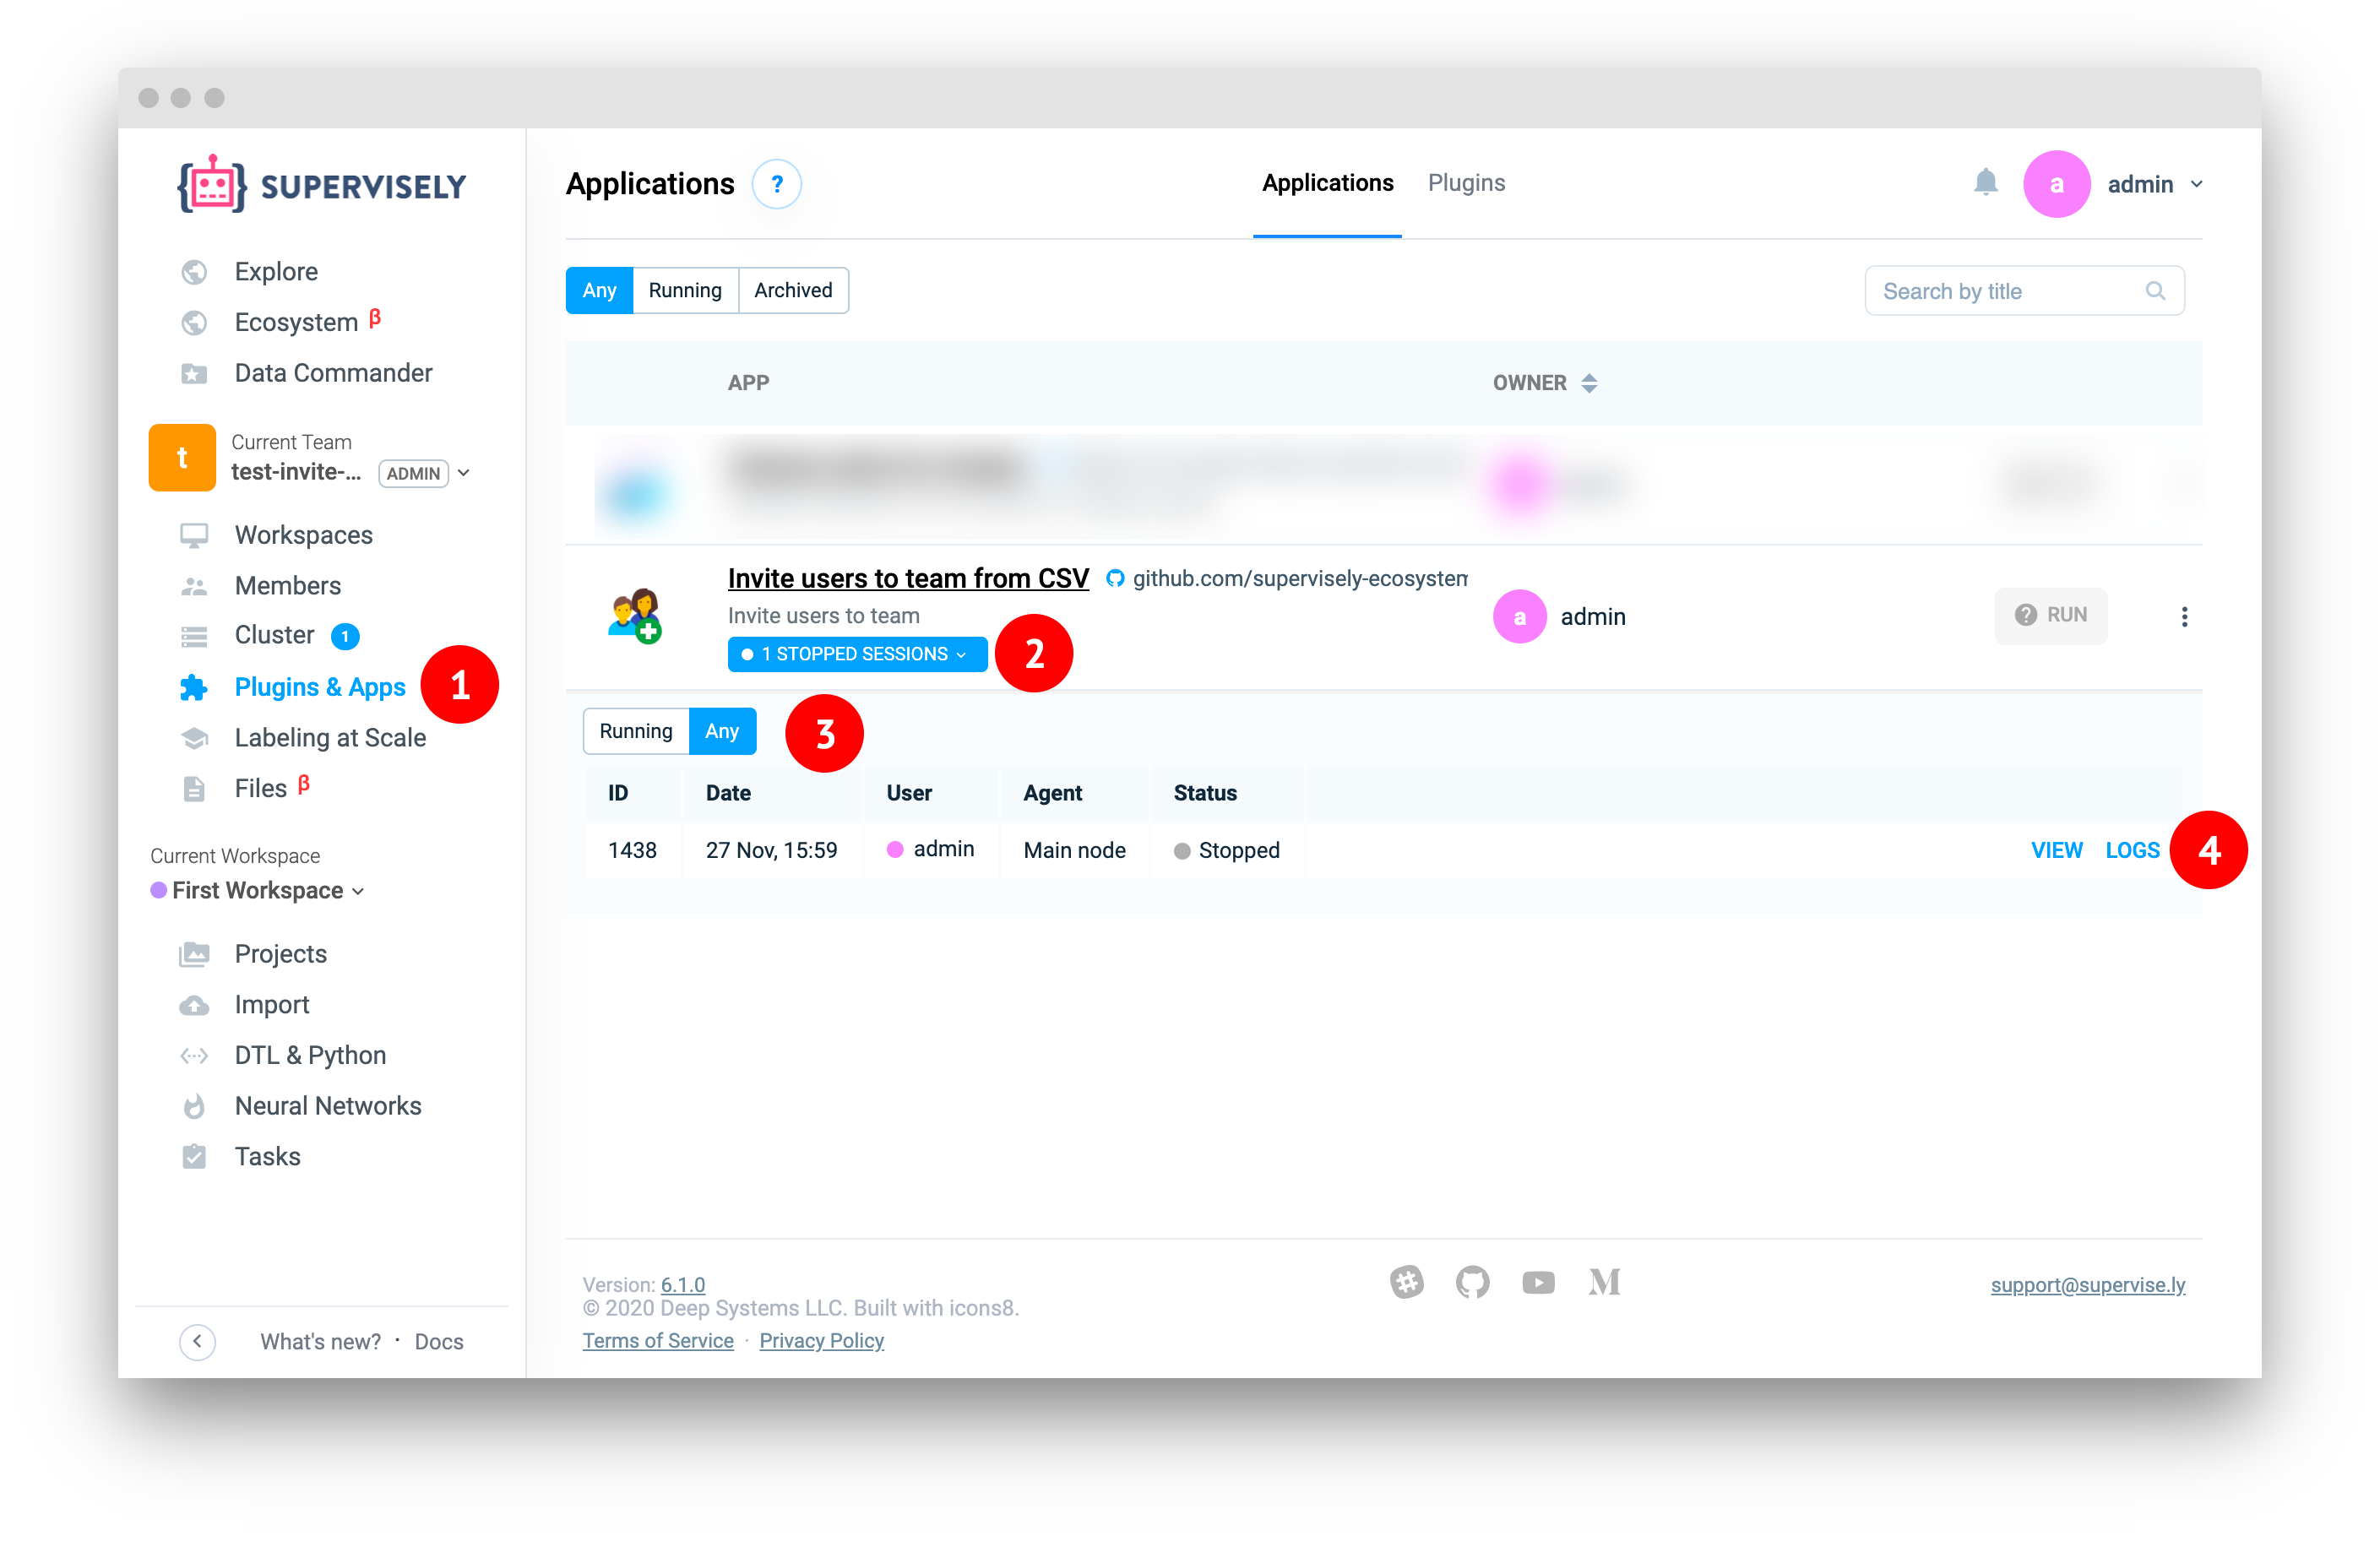 SUPERVISELY
Explore
Ecosystem β
Data Commander
t
Current Team
test-invite-... ADMIN
Workspaces
Members
Cluster 1
Plugins & Apps 1
Labeling at Scale
Files β
Current Workspace
First Workspace
Projects
Import
DTL & Python
Neural Networks
Tasks
What's new? · Docs
Applications ?
Applications Plugins
a admin
Any Running Archived
Search by title
APP OWNER
Invite users to team from CSV github.com/supervisely-ecosystem
Invite users to team
1 STOPPED SESSIONS 2
a admin
? RUN
Running Any 3
ID Date User Agent Status
1438 27 Nov, 15:59 admin Main node Stopped VIEW LOGS 4
Version: 6.1.0
© 2020 Deep Systems LLC. Built with icons8.
Terms of Service · Privacy Policy
M
support@supervise.ly